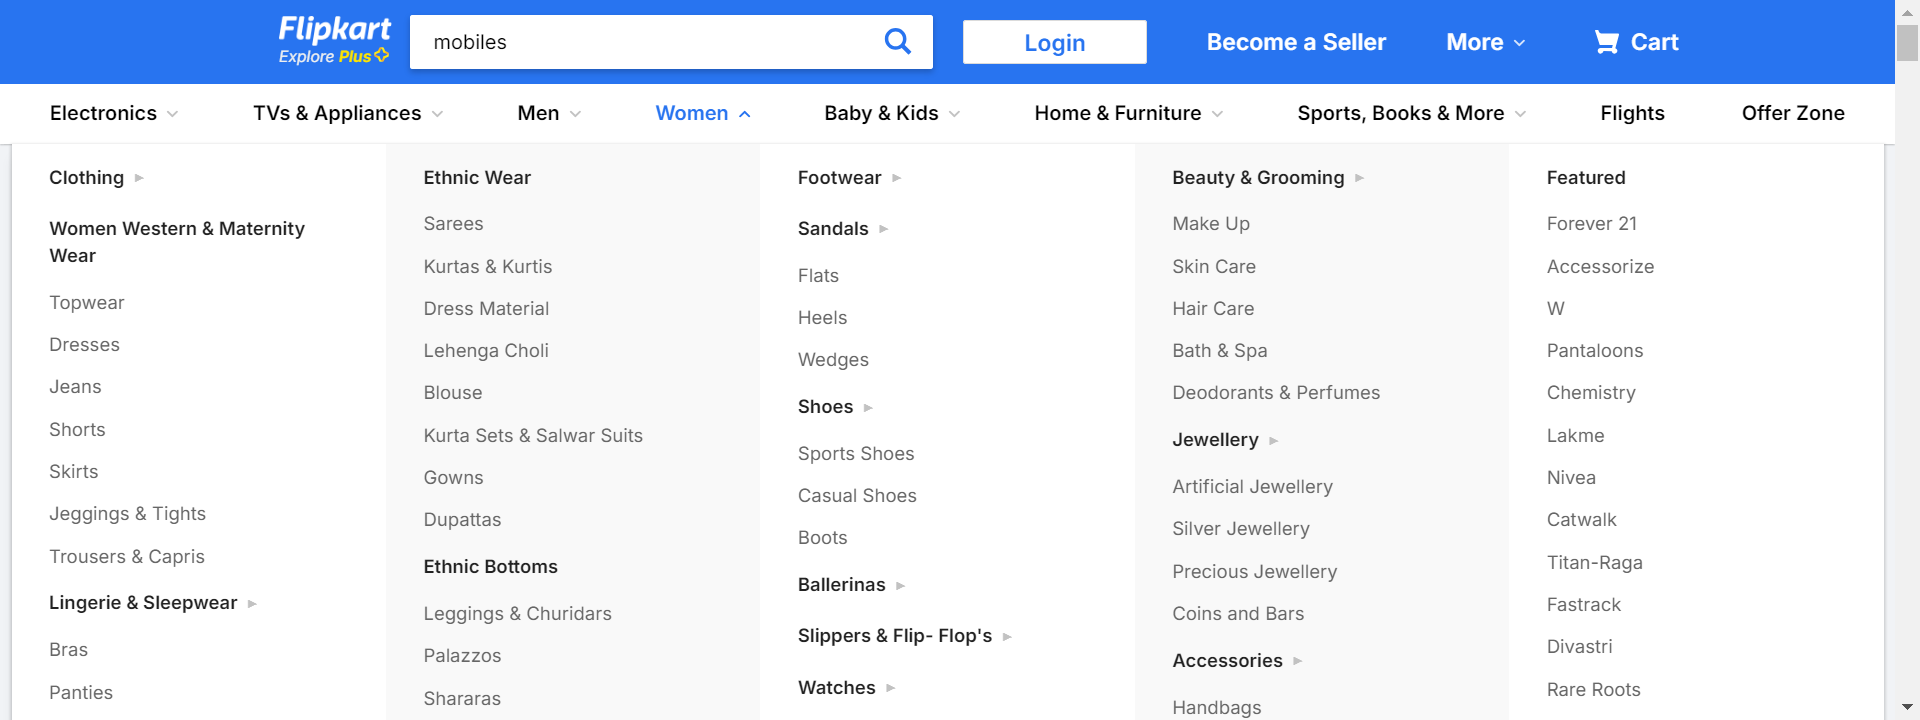 Flipkart
Explore Plus
mobiles
Login
Become a Seller
More
Cart
Electronics
TVs & Appliances
Men
Women
Baby & Kids
Home & Furniture
Sports, Books & More
Flights
Offer Zone
Clothing
Women Western & Maternity
Wear
Topwear
Dresses
Jeans
Shorts
Skirts
Jeggings & Tights
Trousers & Capris
Lingerie & Sleepwear
Bras
Panties
Ethnic Wear
Sarees
Kurtas & Kurtis
Dress Material
Lehenga Choli
Blouse
Kurta Sets & Salwar Suits
Gowns
Dupattas
Ethnic Bottoms
Leggings & Churidars
Palazzos
Shararas
Footwear
Sandals
Flats
Heels
Wedges
Shoes
Sports Shoes
Casual Shoes
Boots
Ballerinas
Slippers & Flip- Flop's
Watches
Beauty & Grooming
Make Up
Skin Care
Hair Care
Bath & Spa
Deodorants & Perfumes
Jewellery
Artificial Jewellery
Silver Jewellery
Precious Jewellery
Coins and Bars
Accessories
Handbags
Featured
Forever 21
Accessorize
W
Pantaloons
Chemistry
Lakme
Nivea
Catwalk
Titan-Raga
Fastrack
Divastri
Rare Roots